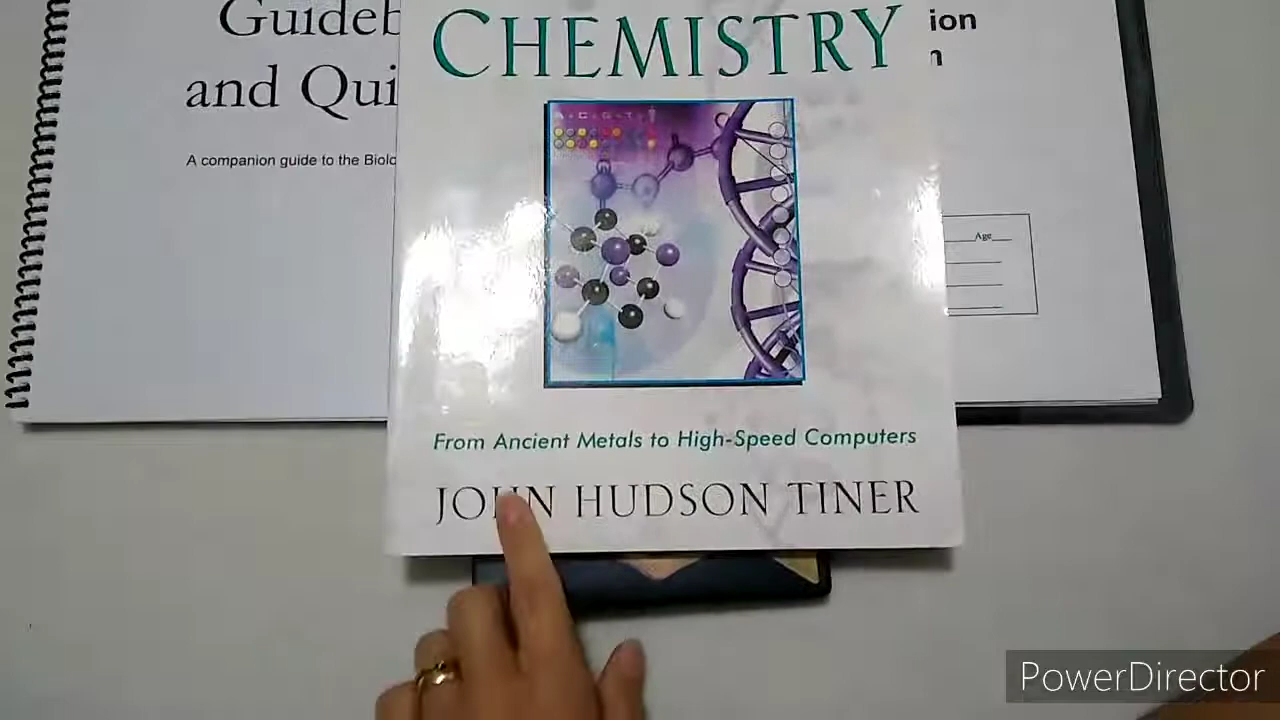 Guideb
and Qui
A companion guide to the Biolo
CHEMISTRY
From Ancient Metals to High-Speed Computers
JOHN HUDSON TINER
ion
n
Age
PowerDirector